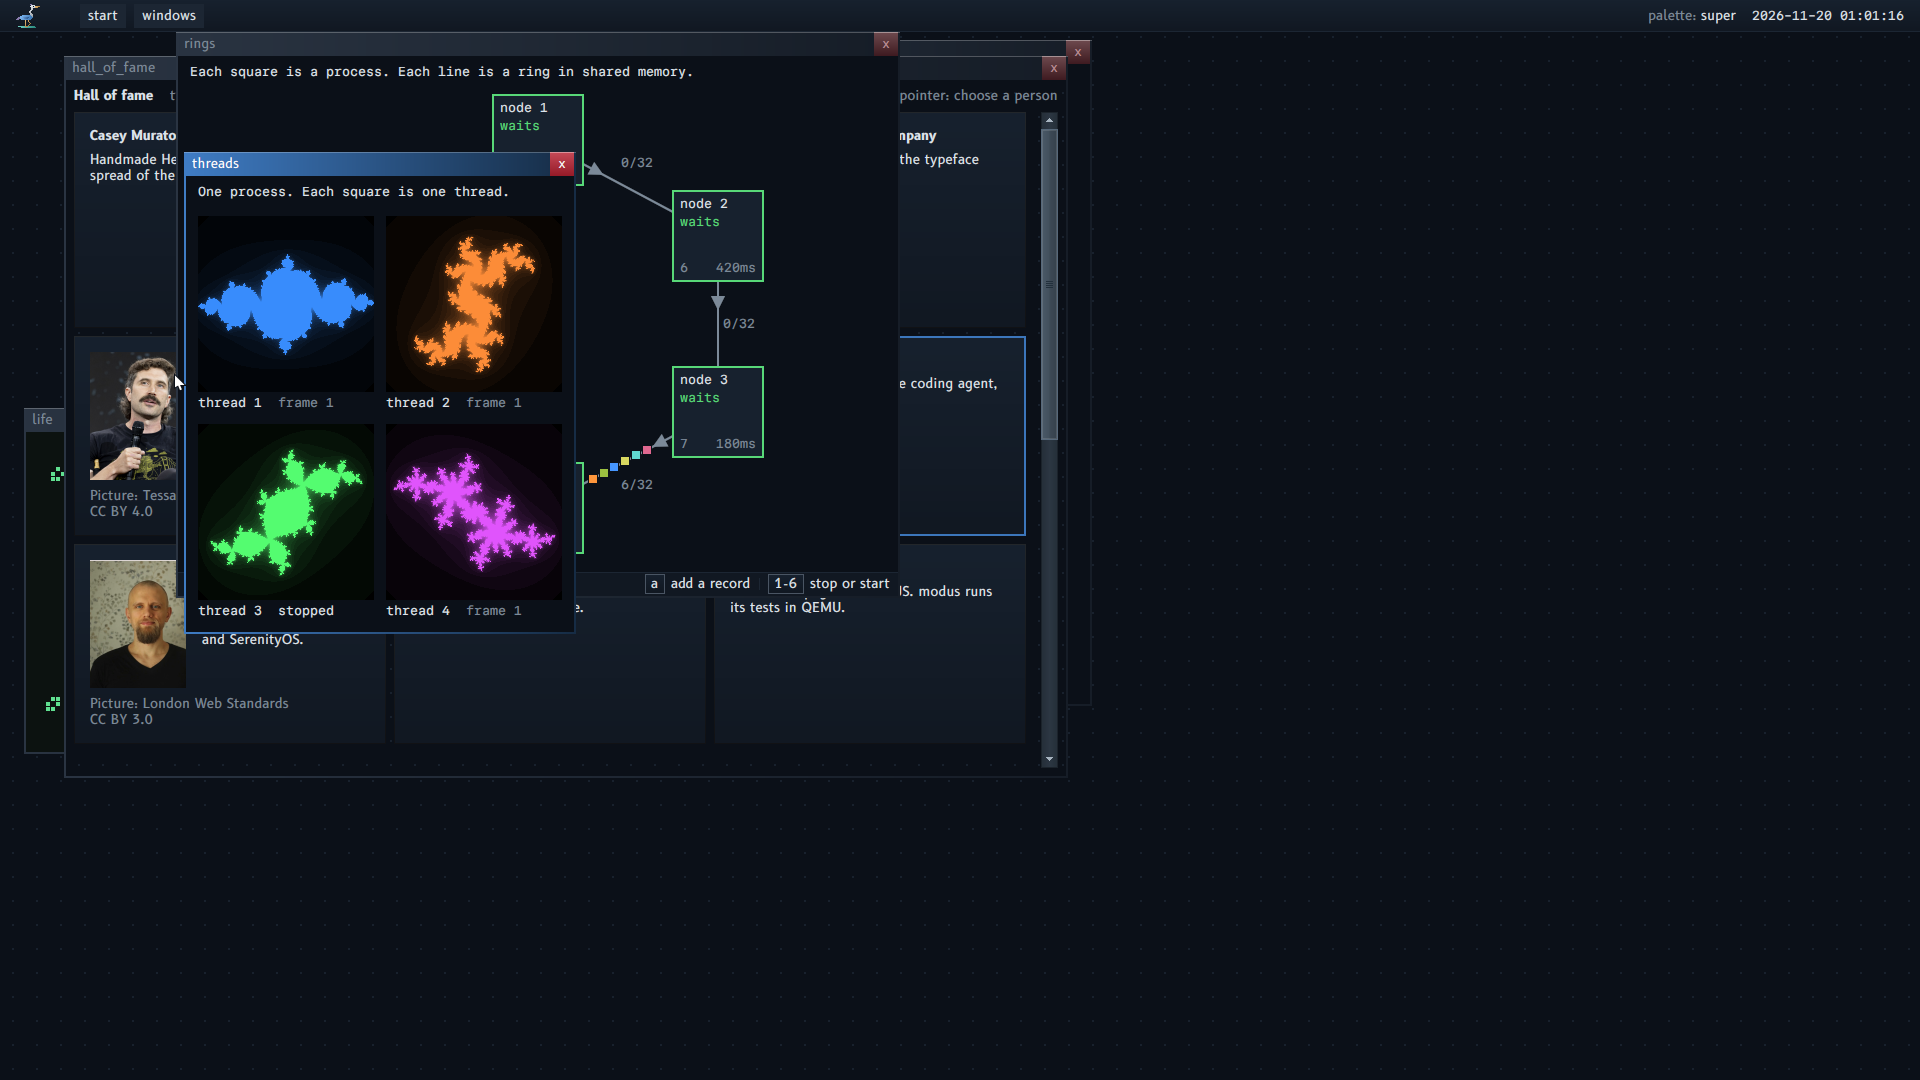 start windows palette: super 2026-11-20 01:01:16
rings x
x
hall_of_fame x
Each square is a process. Each line is a ring in shared memory.
Hall of fame pointer: choose a person
node 1
waits
0/32
Casey Murato
Handmade He
spread of the
the typeface
threads x
One process. Each square is one thread.
thread 1 frame 1
thread 2 frame 1
thread 3 stopped
thread 4 frame 1
node 2
waits
6 420ms
0/32
node 3
waits
7 180ms
6/32
coding agent,
life
Picture: Tessa
CC BY 4.0
a add a record 1-6 stop or start
modus runs
its tests in QEMU.
and SerenityOS.
Picture: London Web Standards
CC BY 3.0